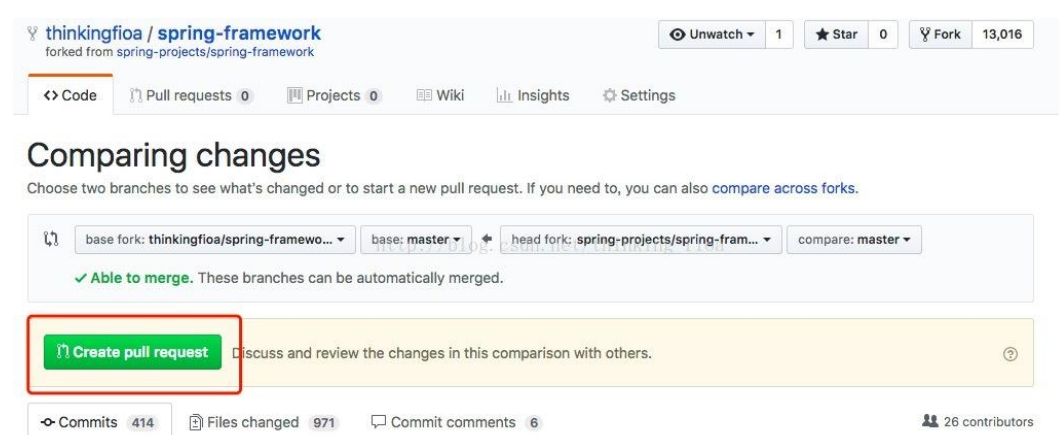 thinkingfioa / spring-framework
Unwatch 1 Star 0 Fork 13,016
forked from spring-projects/spring-framework
Code Pull requests 0 Projects 0 Wiki Insights Settings
Comparing changes
Choose two branches to see what's changed or to start a new pull request. If you need to, you can also compare across forks.
base fork: thinkingfioa/spring-framewo... base: master head fork: spring-projects/spring-fram... compare: master
http://blog.csdn.net/thinking_fioa
Able to merge. These branches can be automatically merged.
Create pull request Discuss and review the changes in this comparison with others.
Commits 414 Files changed 971 Commit comments 6 26 contributors